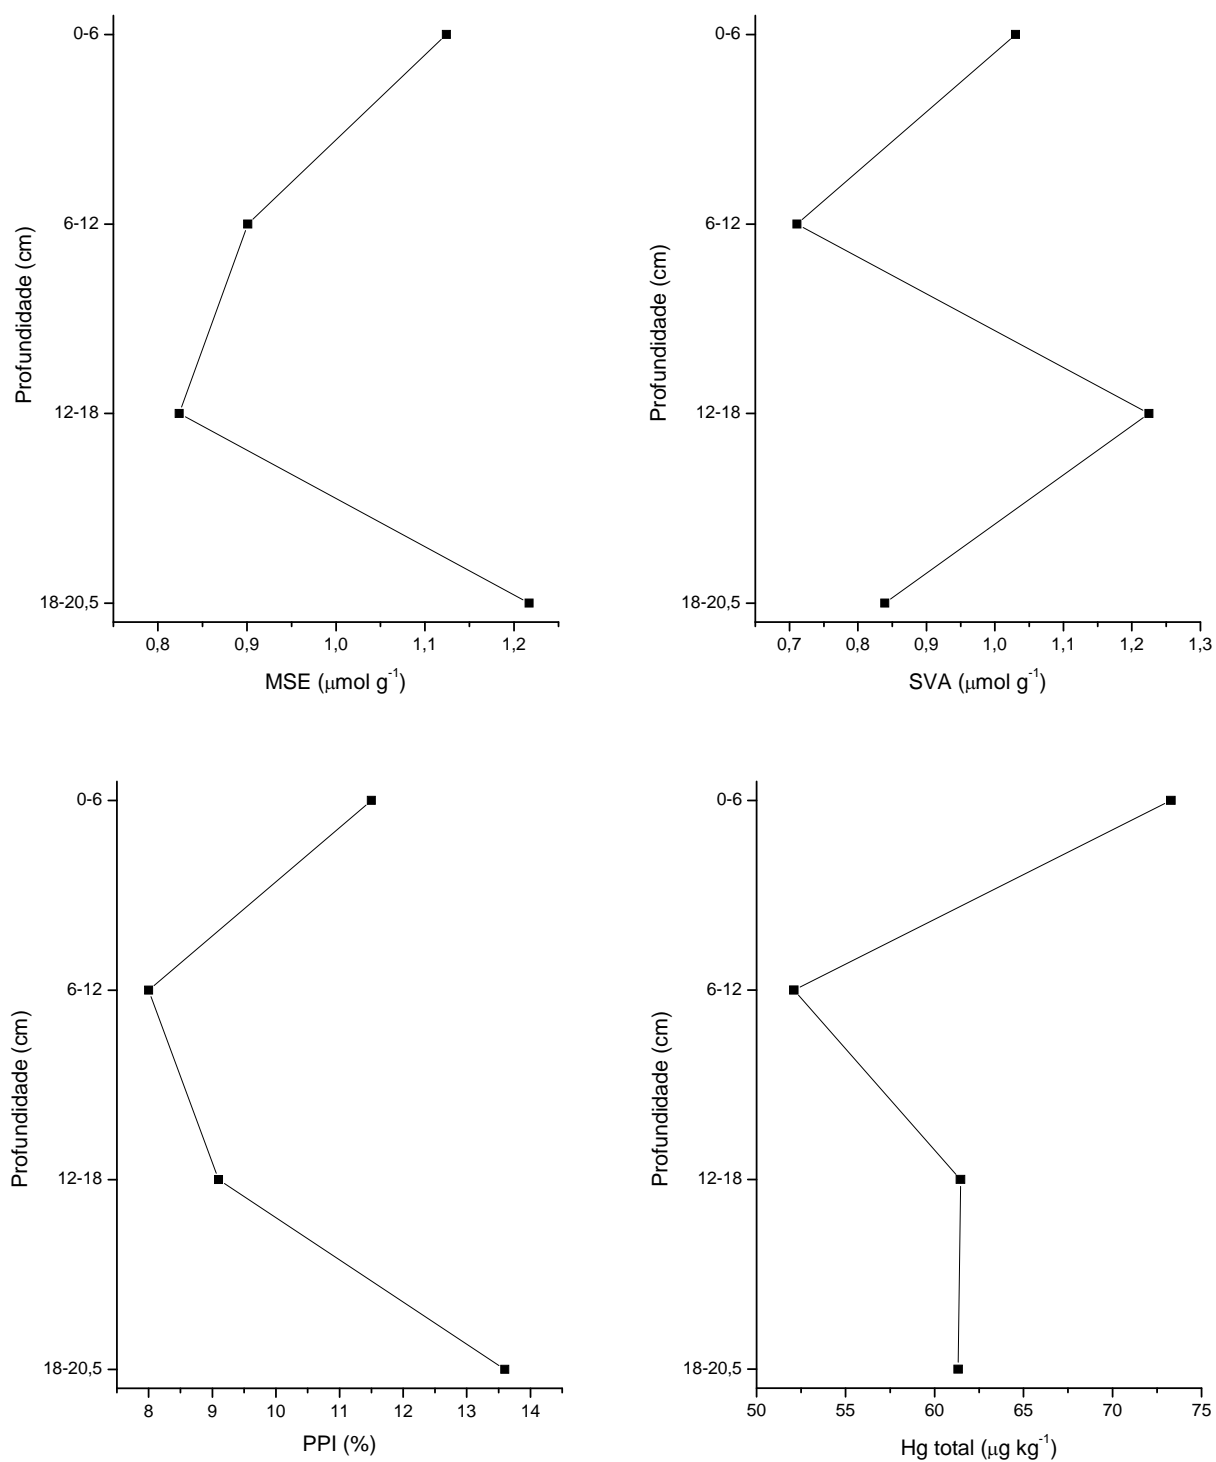 0-6
6-12
12-18
18-20,5
Profundidade (cm)
0,8 0,9 1,0 1,1 1,2
MSE (μmol g-1)
0-6
6-12
12-18
18-20,5
Profundidade (cm)
0,7 0,8 0,9 1,0 1,1 1,2 1,3
SVA (μmol g-1)
0-6
6-12
12-18
18-20,5
Profundidade (cm)
8 9 10 11 12 13 14
PPI (%)
0-6
6-12
12-18
18-20,5
Profundidade (cm)
50 55 60 65 70 75
Hg total (μg kg-1)